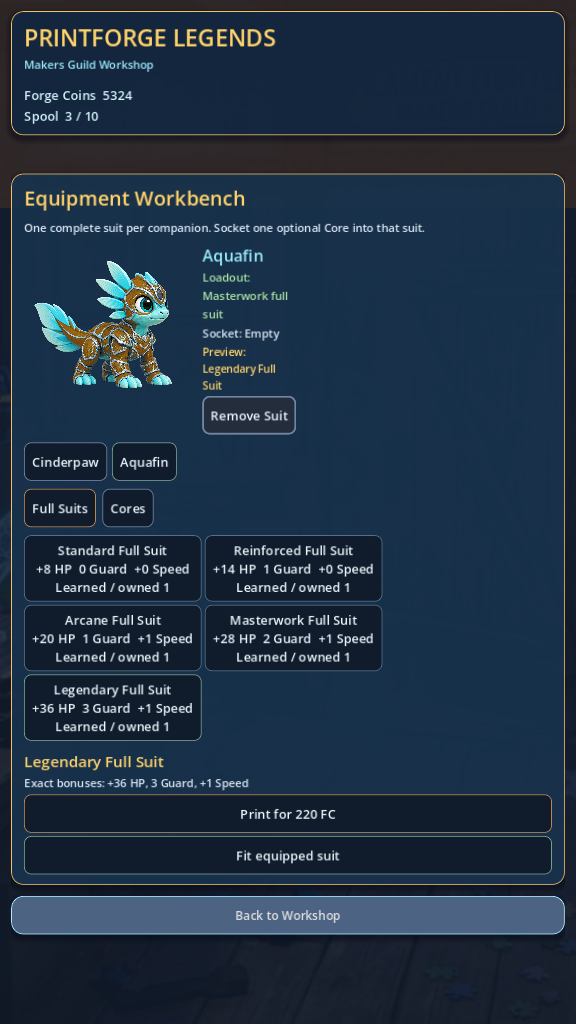 PRINTFORGE LEGENDS
Makers Guild Workshop
Forge Coins 5324
Spool 3 / 10
Equipment Workbench
One complete suit per companion. Socket one optional Core into that suit.
Aquafin
Loadout:
Masterwork full
suit
Socket: Empty
Preview:
Legendary Full
Suit
Remove Suit
Cinderpaw
Aquafin
Full Suits
Cores
Standard Full Suit
+8 HP 0 Guard +0 Speed
Learned / owned 1
Reinforced Full Suit
+14 HP 1 Guard +0 Speed
Learned / owned 1
Arcane Full Suit
+20 HP 1 Guard +1 Speed
Learned / owned 1
Masterwork Full Suit
+28 HP 2 Guard +1 Speed
Learned / owned 1
Legendary Full Suit
+36 HP 3 Guard +1 Speed
Learned / owned 1
Legendary Full Suit
Exact bonuses: +36 HP, 3 Guard, +1 Speed
Print for 220 FC
Fit equipped suit
Back to Workshop